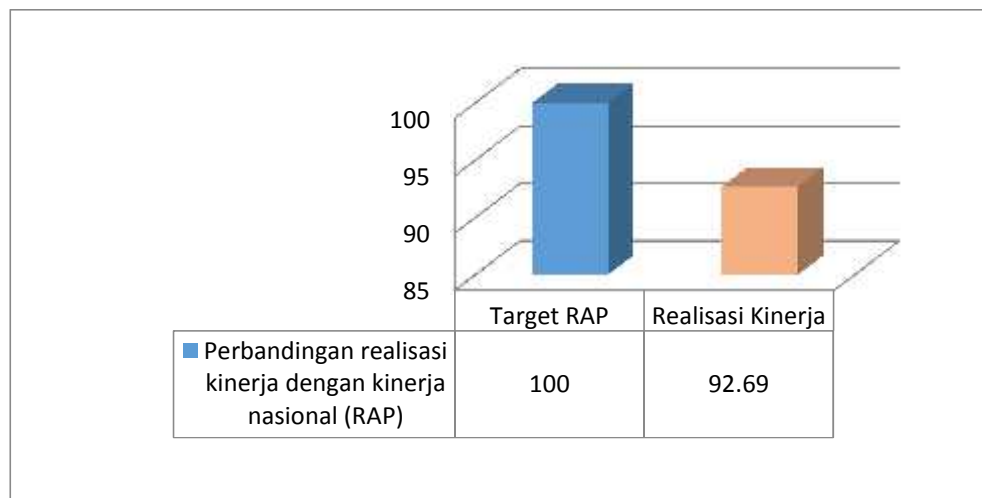 100
95
90
85
Target RAP Realisasi Kinerja
Perbandingan realisasi
kinerja dengan kinerja
nasional (RAP)
100 92.69